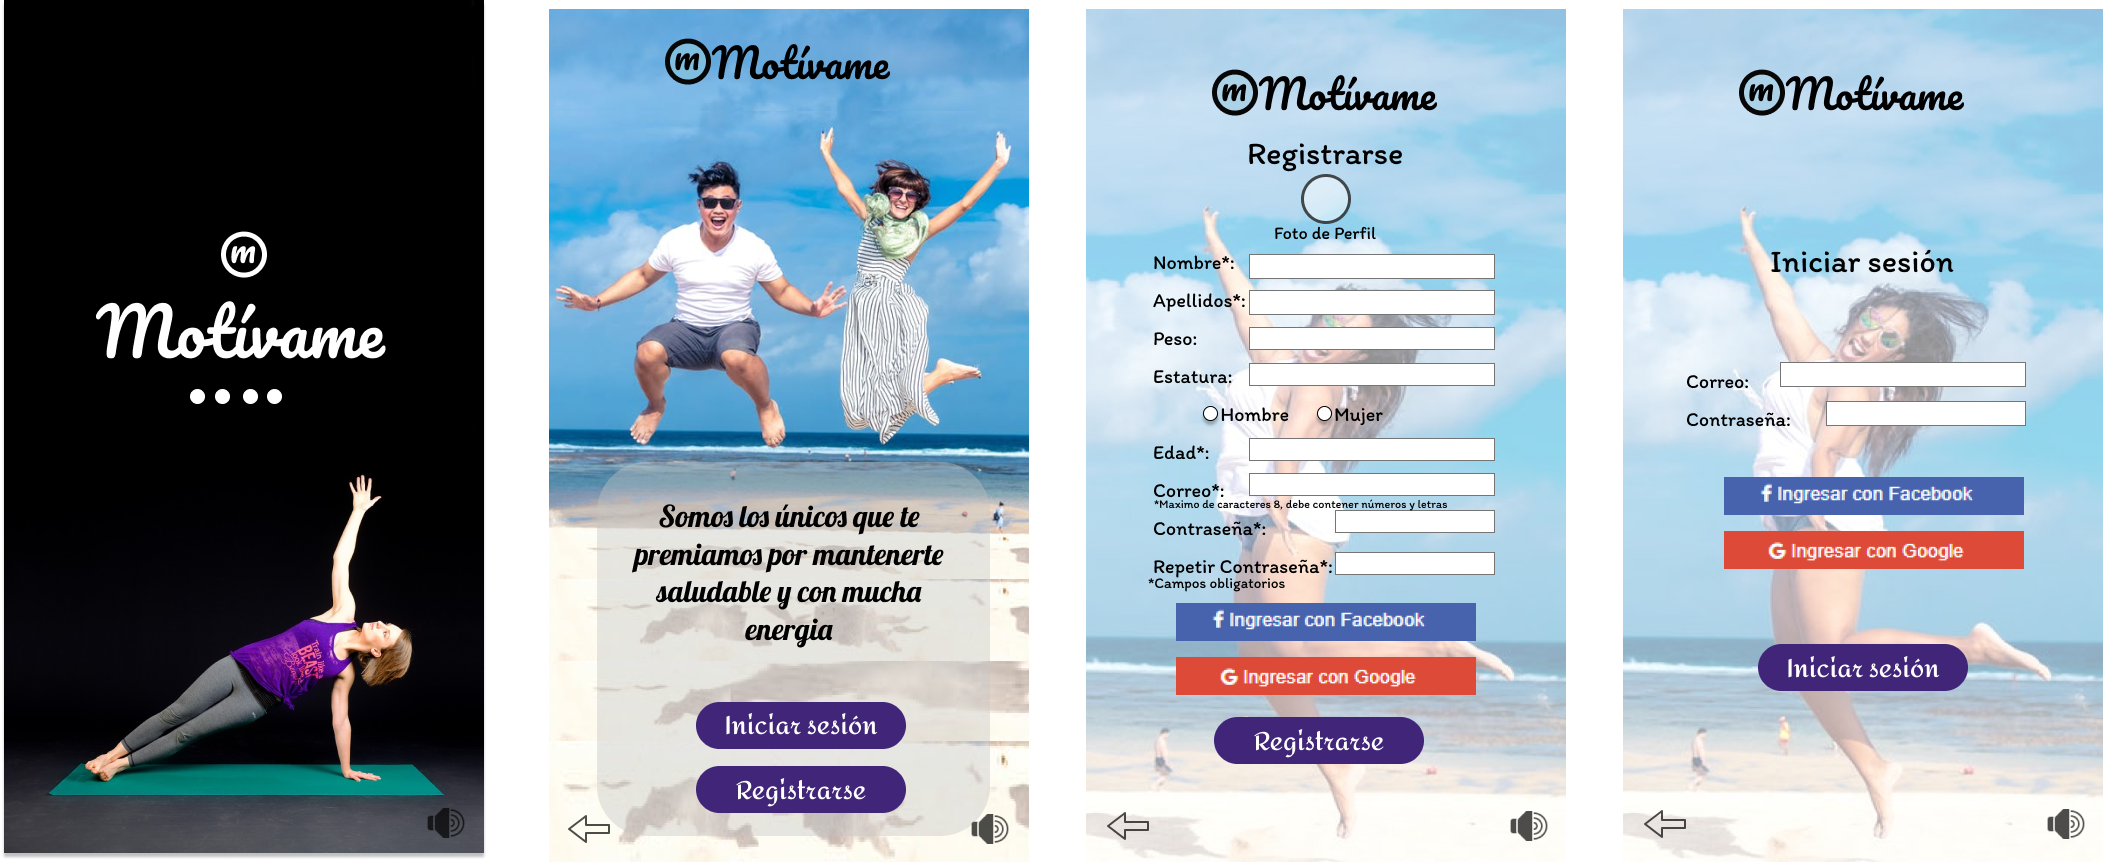 m
Motívame
m Motívame
Somos los únicos que te
premiamos por mantenerte
saludable y con mucha
energia
Iniciar sesión
Registrarse
m Motívame
Registrarse
Foto de Perfil
Nombre*:
Apellidos*:
Peso:
Estatura:
Hombre Mujer
Edad*:
Correo*:
*Maximo de caracteres 8, debe contener números y letras
Contraseña*:
Repetir Contraseña*:
*Campos obligatorios
f Ingresar con Facebook
G Ingresar con Google
Registrarse
m Motívame
Iniciar sesión
Correo:
Contraseña:
f Ingresar con Facebook
G Ingresar con Google
Iniciar sesión